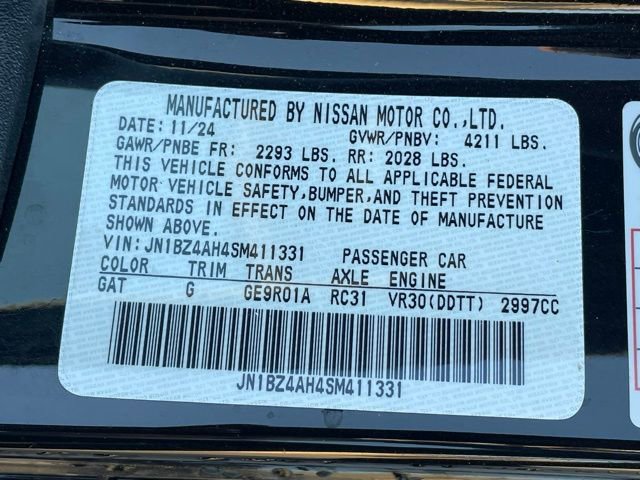 MANUFACTURED BY NISSAN MOTOR CO.,LTD.
DATE: 11/24 GVWR/PNBV: 4211 LBS.
GAWR/PNBE FR: 2293 LBS. RR: 2028 LBS.
THIS VEHICLE CONFORMS TO ALL APPLICABLE FEDERAL
MOTOR VEHICLE SAFETY,BUMPER,AND THEFT PREVENTION
STANDARDS IN EFFECT ON THE DATE OF MANUFACTURE
SHOWN ABOVE.
VIN:JN1BZ4AH4SM411331 PASSENGER CAR
COLOR TRIM TRANS AXLE ENGINE
GAT G GE9R01A RC31 VR30(DDTT) 2997CC
JN1BZ4AH4SM411331